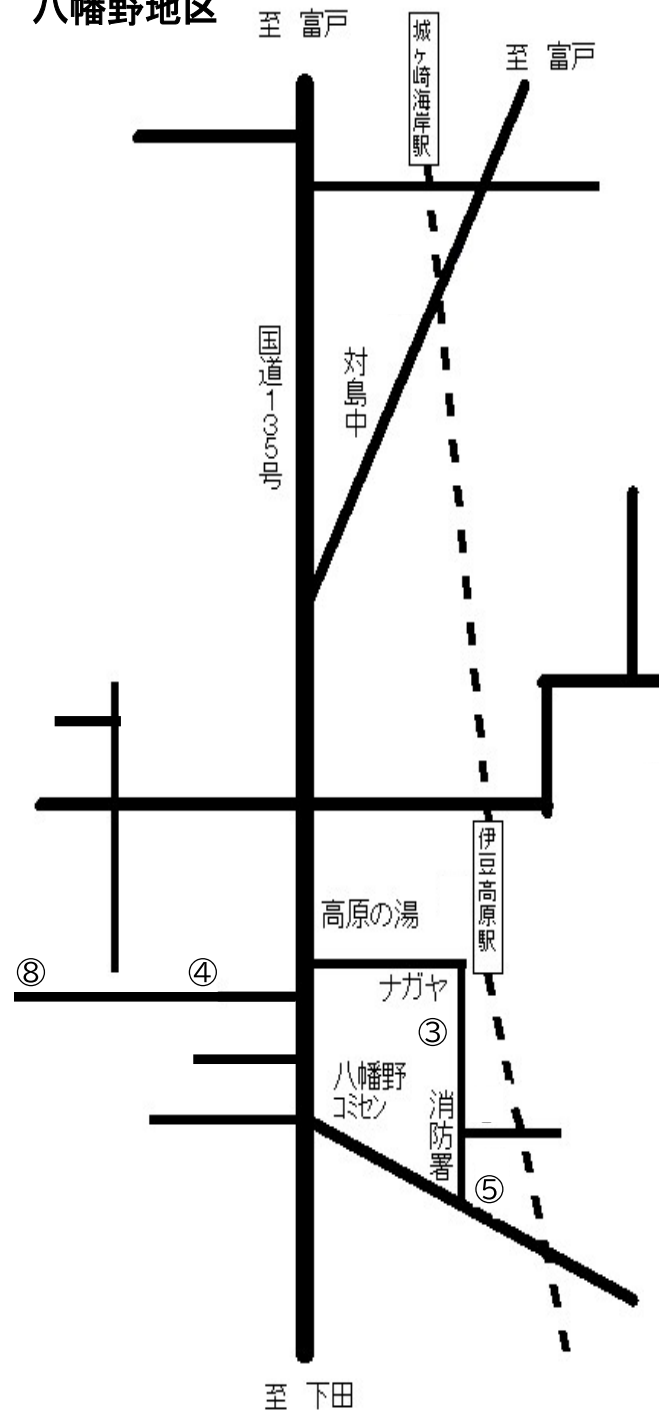 八幡野地区
至 富戸
至 富戸
城ヶ崎海岸駅
国道135号
対島中
伊豆高原駅
高原の湯
ナガヤ
⑧
④
③
八幡野
コミセン
消防署
⑤
至 下田